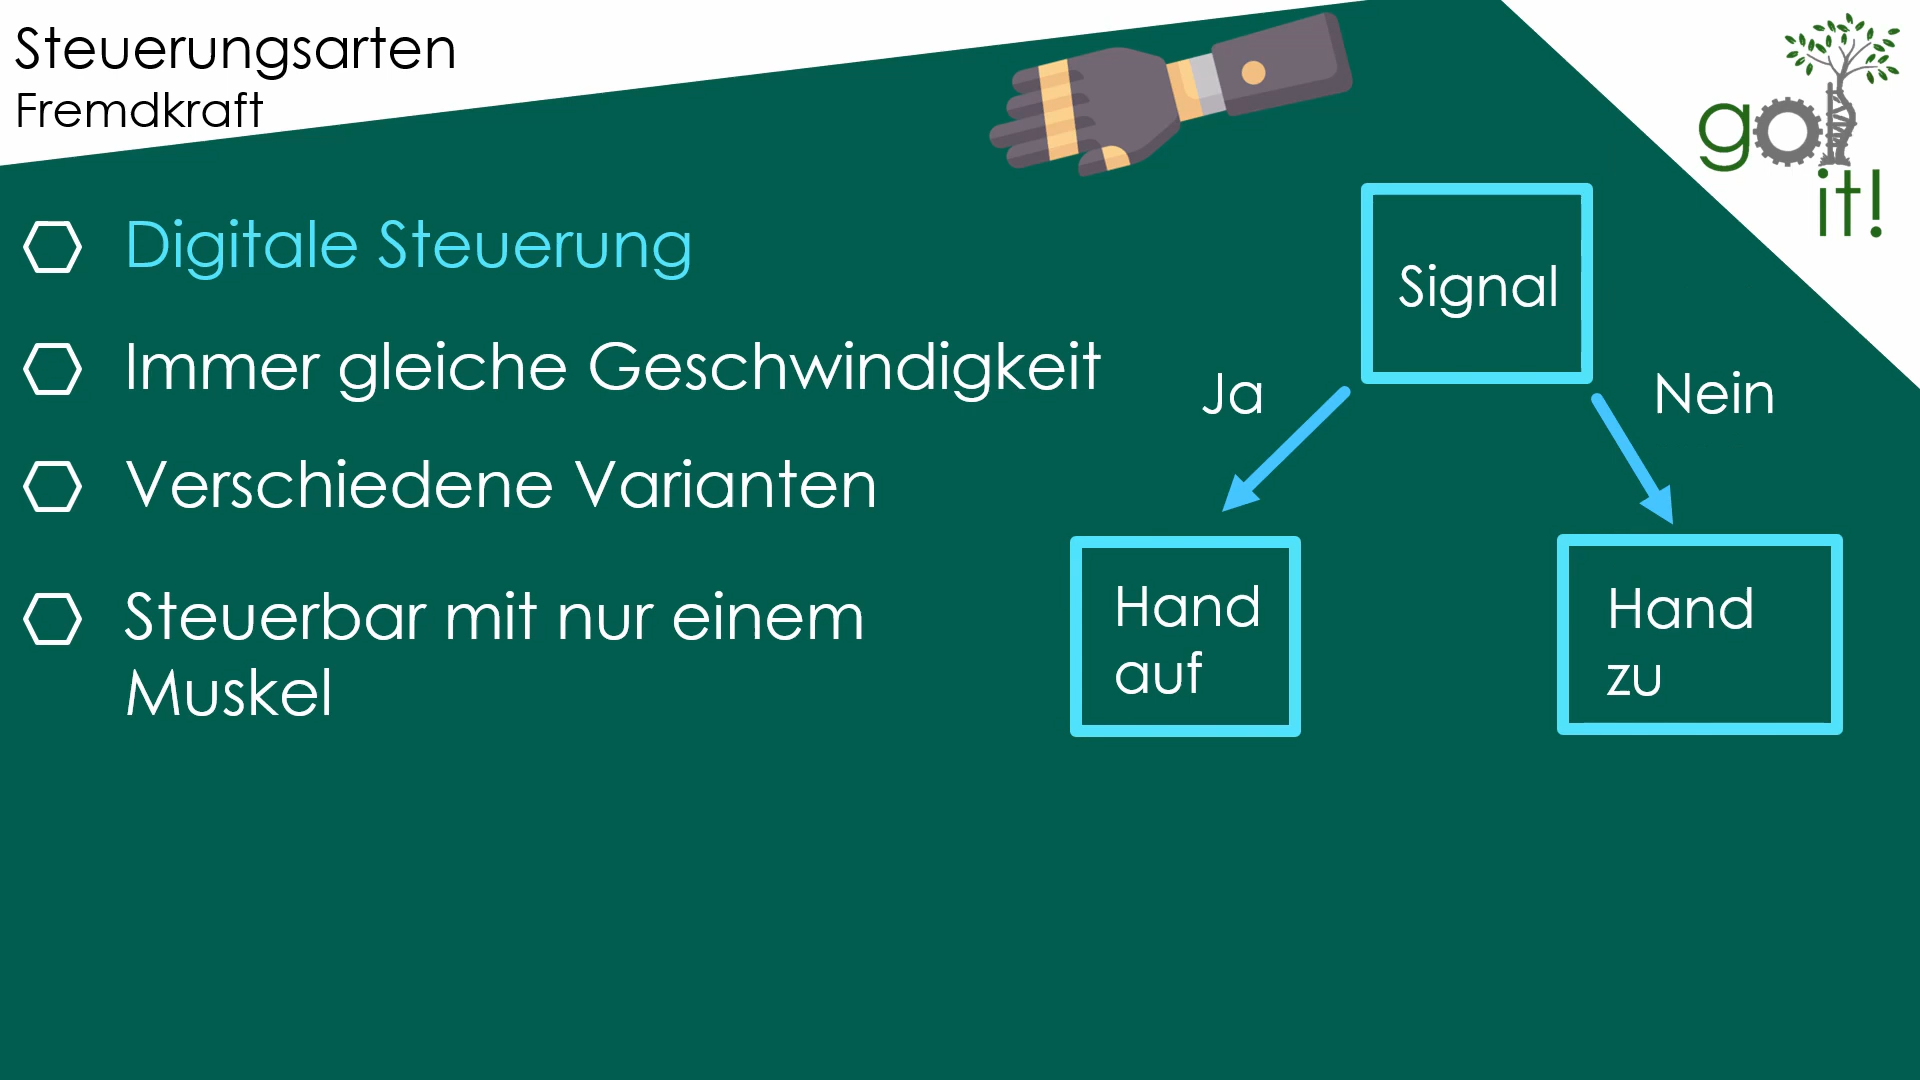 Steuerungsarten
Fremdkraft
go it!
Digitale Steuerung
Immer gleiche Geschwindigkeit
Verschiedene Varianten
Steuerbar mit nur einem
Muskel
Signal
Ja
Nein
Hand
auf
Hand
zu